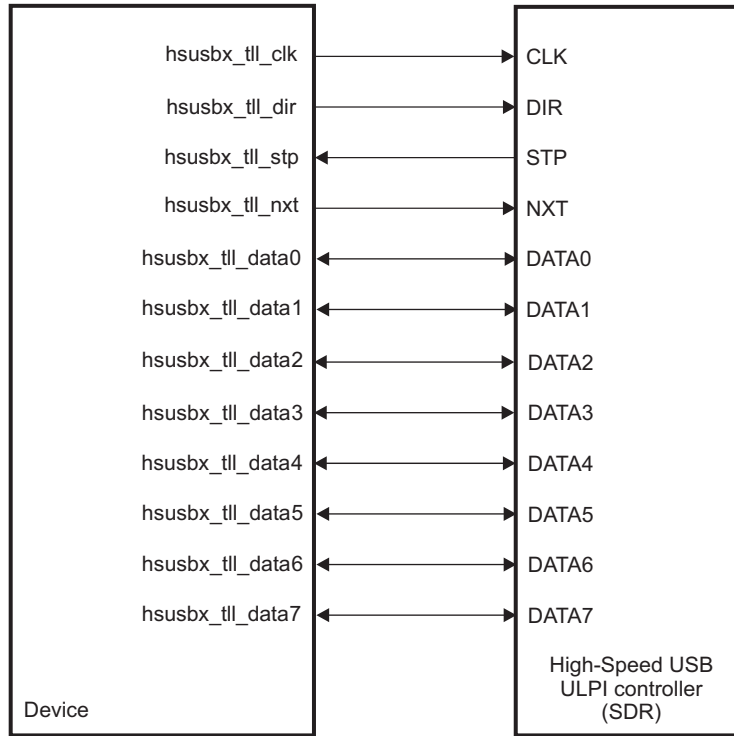 hsusbx_tll_clk CLK
hsusbx_tll_dir DIR
hsusbx_tll_stp STP
hsusbx_tll_nxt NXT
hsusbx_tll_data0 DATA0
hsusbx_tll_data1 DATA1
hsusbx_tll_data2 DATA2
hsusbx_tll_data3 DATA3
hsusbx_tll_data4 DATA4
hsusbx_tll_data5 DATA5
hsusbx_tll_data6 DATA6
hsusbx_tll_data7 DATA7
Device
High-Speed USB
ULPI controller
(SDR)